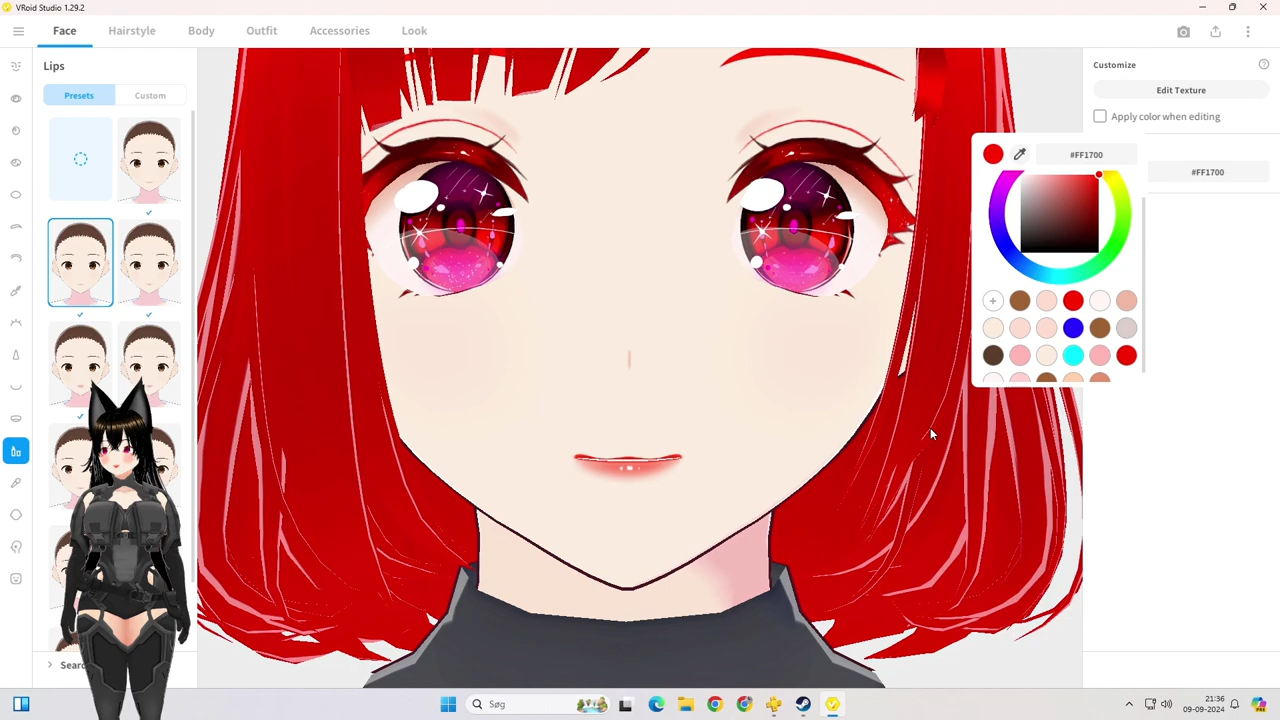 VRoid Studio 1.29.2
Face Hairstyle Body Outfit Accessories Look
Lips
Presets Custom
Customize
Edit Texture
Apply color when editing
#FF1700
#FF1700
Søg
21:36
09-09-2024